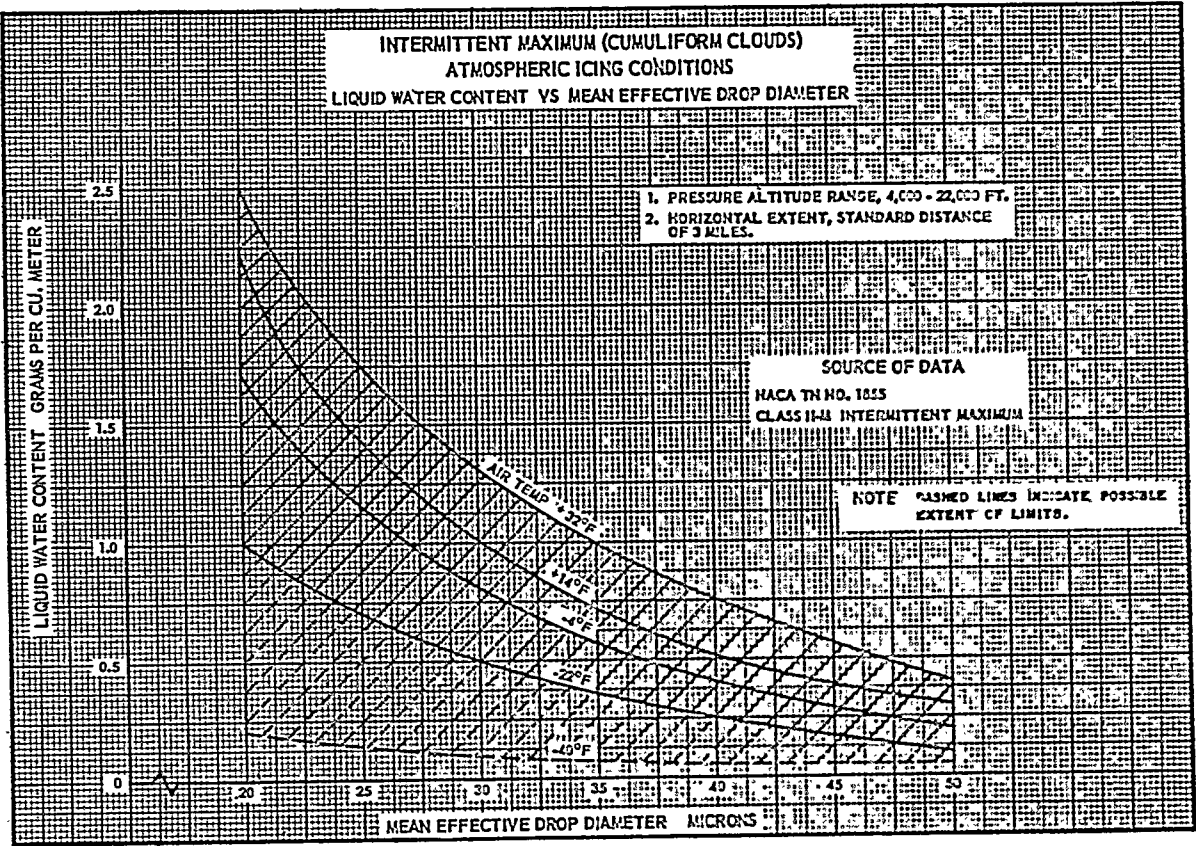 INTERMITTENT MAXIMUM (CUMULIFORM CLOUDS)
ATMOSPHERIC ICING CONDITIONS
LIQUID WATER CONTENT VS MEAN EFFECTIVE DROP DIAMETER
1. PRESSURE ALTITUDE RANGE, 4,000 - 22,000 FT.
2. HORIZONTAL EXTENT, STANDARD DISTANCE
OF 3 MILES.
SOURCE OF DATA
NACA TN NO. 1855
CLASS II-M INTERMITTENT MAXIMUM
NOTE DASHED LINES INDICATE POSSIBLE
EXTENT OF LIMITS.
LIQUID WATER CONTENT GRAMS PER CU. METER
2.5
2.0
1.5
1.0
0.5
0
AIR TEMP +32°F
+14°F
-4°F
-22°F
-40°F
20 25 30 35 40 45 50
MEAN EFFECTIVE DROP DIAMETER MICRONS